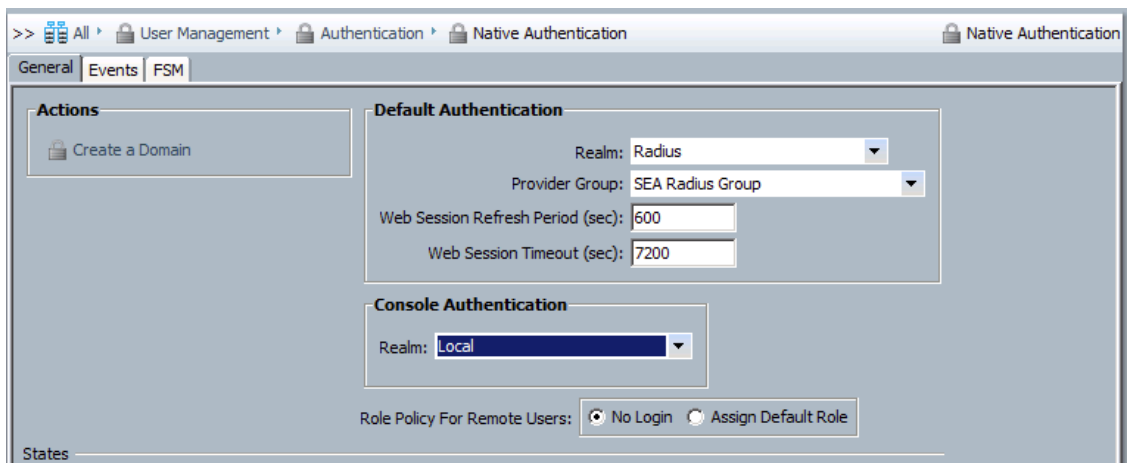 >> All User Management Authentication Native Authentication Native Authentication
General Events FSM
Actions
Create a Domain
Default Authentication
Realm: Radius
Provider Group: SEA Radius Group
Web Session Refresh Period (sec): 600
Web Session Timeout (sec): 7200
Console Authentication
Realm: Local
Role Policy For Remote Users: No Login Assign Default Role
States